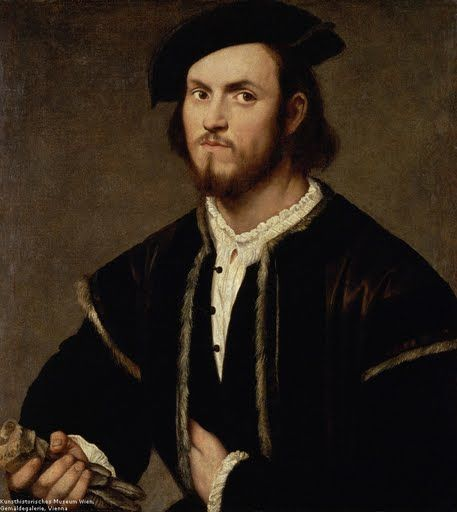 Kunsthistorisches Museum Wien,
Gemäldegalerie, Vienna